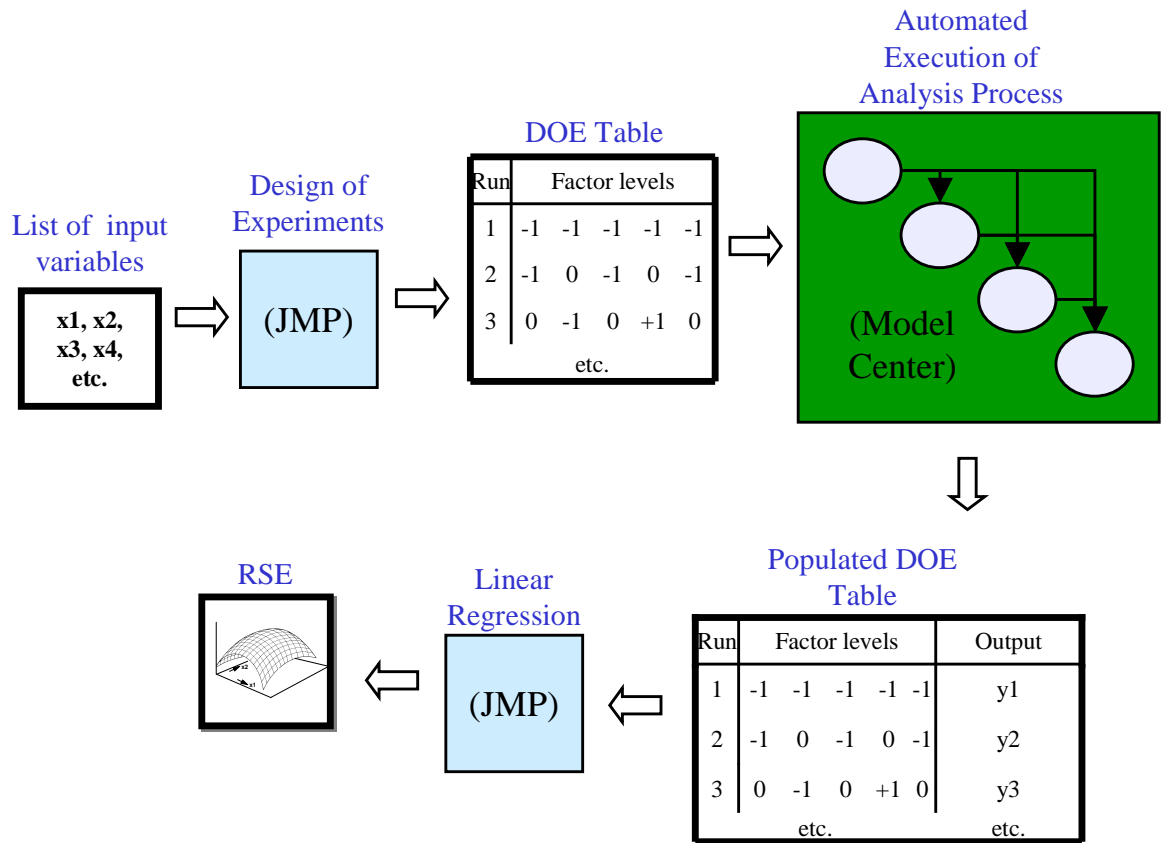 List of input
variables
x1, x2,
x3, x4,
etc.
Design of
Experiments
(JMP)
DOE Table
Run Factor levels
1 -1 -1 -1 -1 -1
2 -1 0 -1 0 -1
3 0 -1 0 +1 0
etc.
Automated
Execution of
Analysis Process
(Model
Center)
Populated DOE
Table
Run Factor levels Output
1 -1 -1 -1 -1 -1 y1
2 -1 0 -1 0 -1 y2
3 0 -1 0 +1 0 y3
etc. etc.
Linear
Regression
(JMP)
RSE
x2
x1